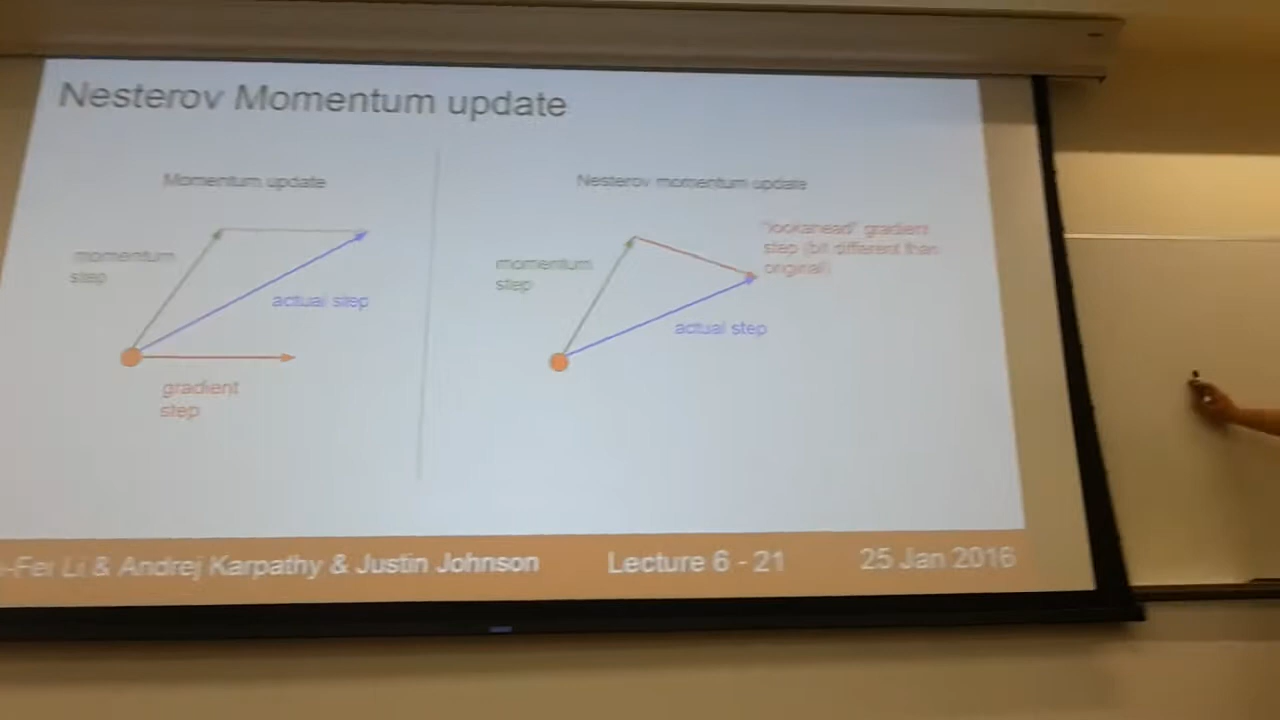 Nesterov Momentum update
Momentum update
momentum
step
actual step
gradient
step
Nesterov momentum update
momentum
step
"lookahead" gradient
step (bit different than
original)
actual step
-Fei Li & Andrej Karpathy & Justin Johnson
Lecture 6 - 21
25 Jan 2016